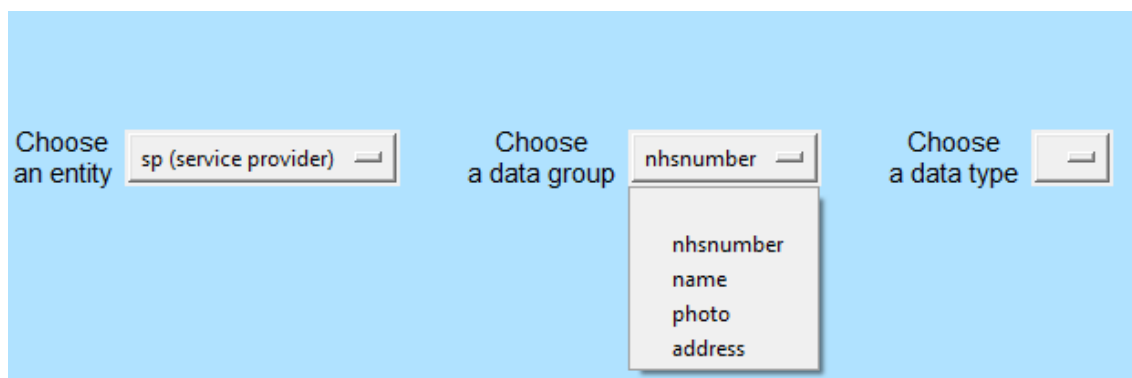 Choose
an entity
sp (service provider)
Choose
a data group
nhsnumber
Choose
a data type
nhsnumber
name
photo
address